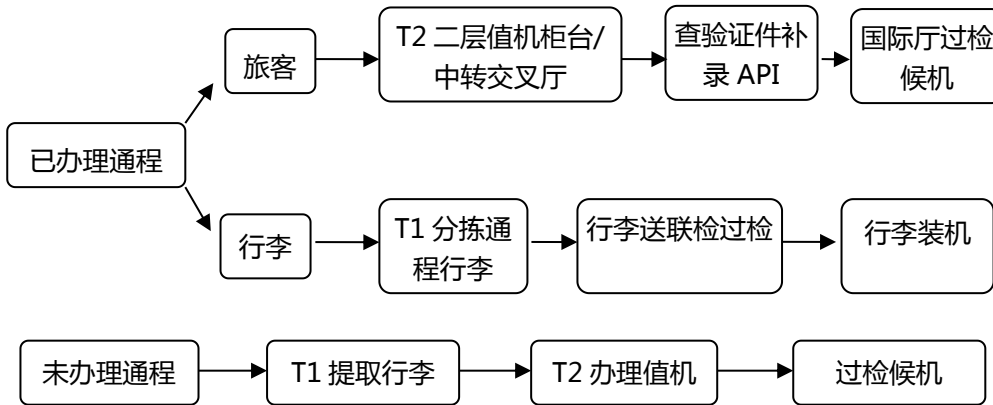 已办理通程
旅客
T2 二层值机柜台/
中转交叉厅
查验证件补
录 API
国际厅过检
候机
行李
T1 分拣通
程行李
行李送联检过检
行李装机
未办理通程
T1 提取行李
T2 办理值机
过检候机